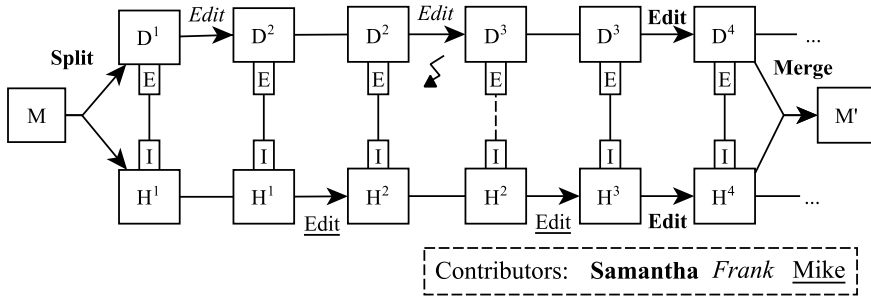 Edit Edit Edit
D¹ D² D² D³ D³ D⁴ ...
Split Merge
E E E E E E
M M'
I I I I I I
H¹ H¹ H² H² H³ H⁴ ...
Edit Edit Edit
Contributors: Samantha Frank Mike